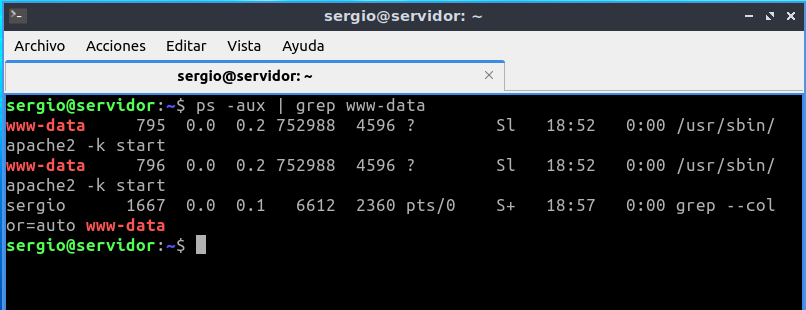 sergio@servidor: ~
Archivo Acciones Editar Vista Ayuda
sergio@servidor: ~
sergio@servidor:~$ ps -aux | grep www-data
www-data 795 0.0 0.2 752988 4596 ? Sl 18:52 0:00 /usr/sbin/
apache2 -k start
www-data 796 0.0 0.2 752988 4596 ? Sl 18:52 0:00 /usr/sbin/
apache2 -k start
sergio 1667 0.0 0.1 6612 2360 pts/0 S+ 18:57 0:00 grep --col
or=auto www-data
sergio@servidor:~$